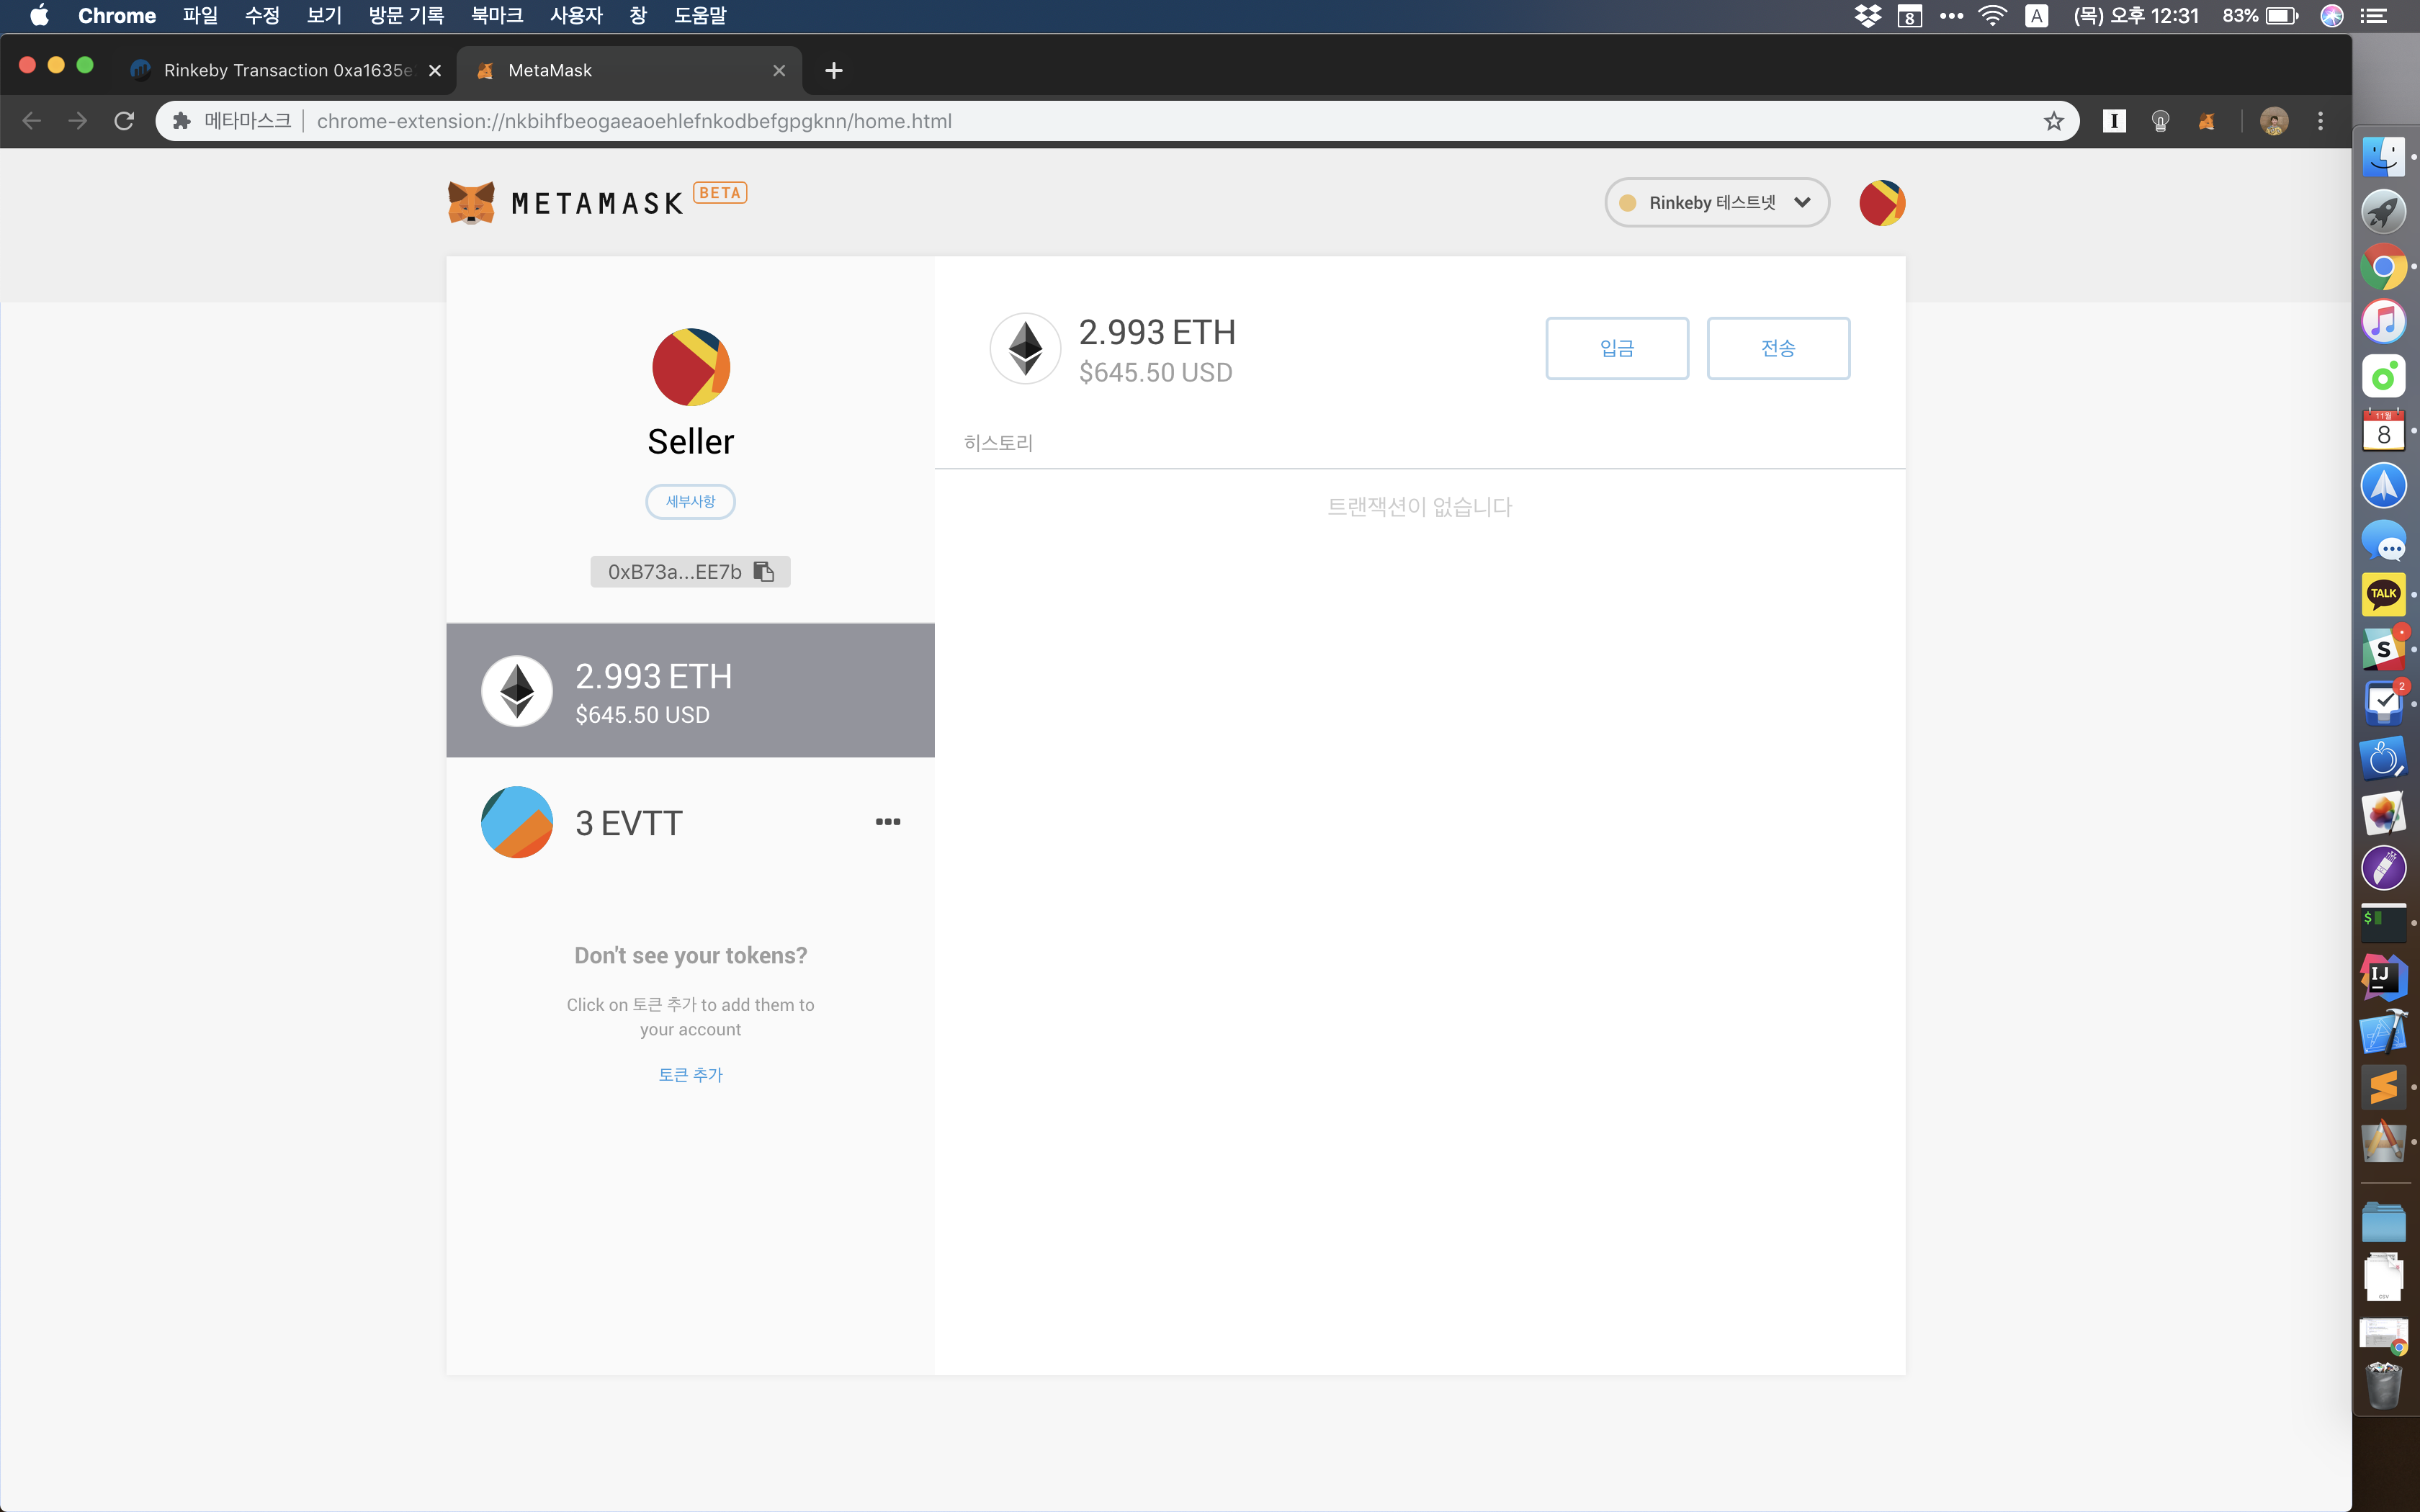 Chrome 파일 수정 보기 방문 기록 북마크 사용자 창 도움말 8 A (목) 오후 12:31 83%
Rinkeby Transaction 0xa1635e
MetaMask
메타마스크 chrome-extension://nkbihfbeogaeaoehlefnkodbefgpgknn/home.html
METAMASK BETA
Rinkeby 테스트넷
Seller
세부사항
0xB73a...EE7b
2.993 ETH
$645.50 USD
3 EVTT
Don't see your tokens?
Click on 토큰 추가 to add them to
your account
토큰 추가
2.993 ETH
$645.50 USD
입금
전송
히스토리
트랜잭션이 없습니다
11월
8
TALK
S
2
$
IJ
CSV